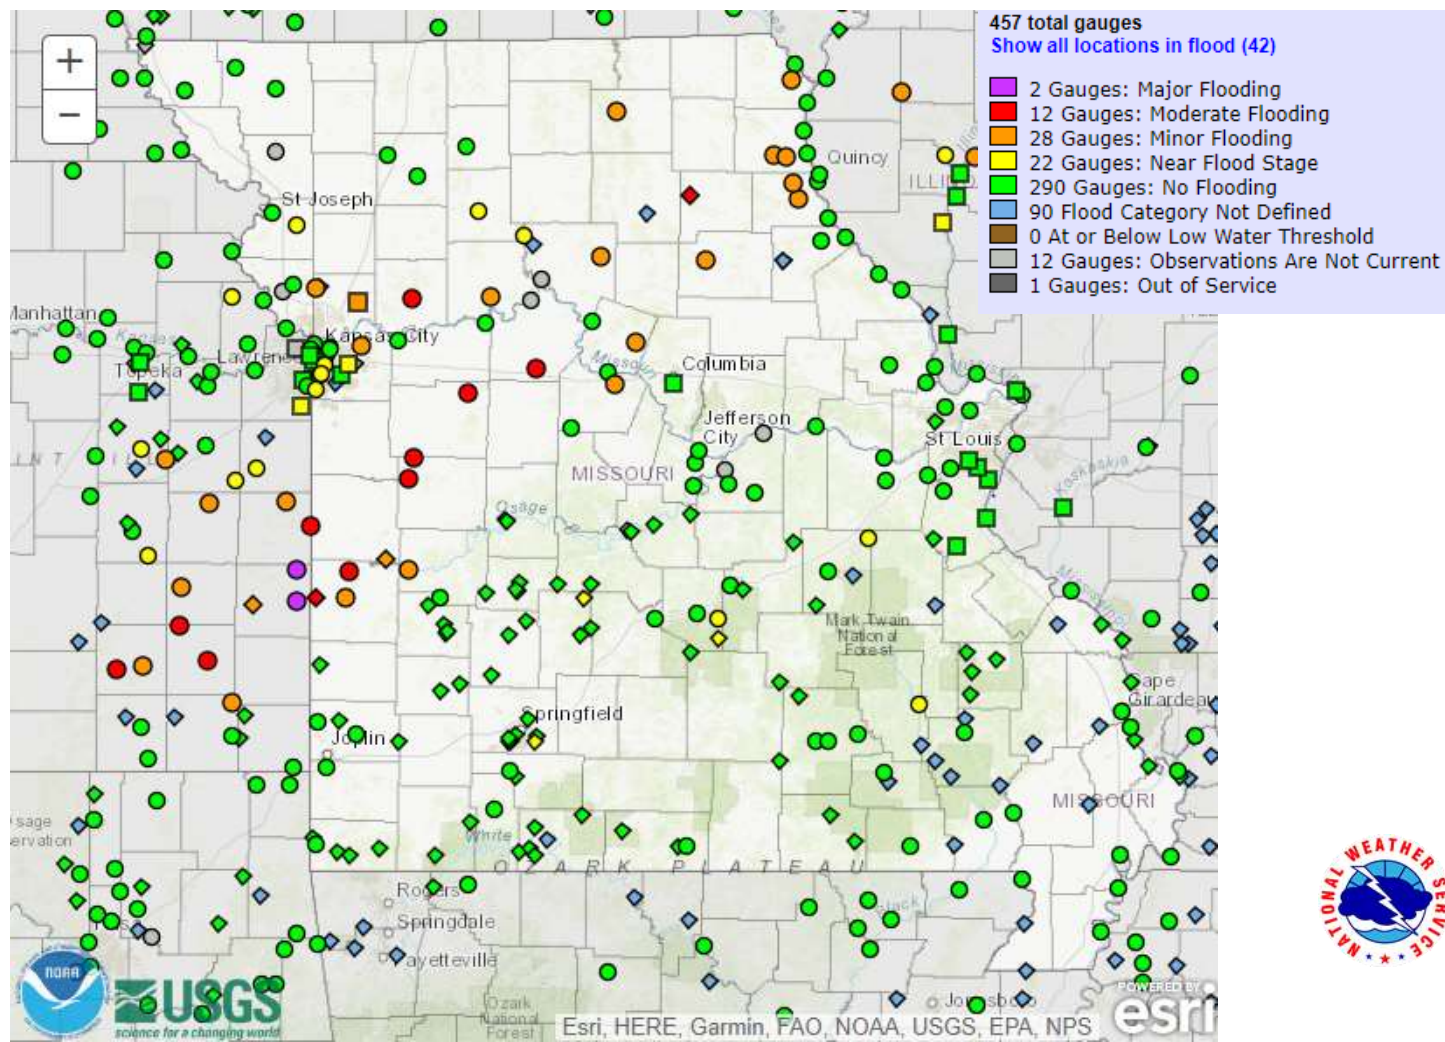 457 total gauges
Show all locations in flood (42)
2 Gauges: Major Flooding
12 Gauges: Moderate Flooding
28 Gauges: Minor Flooding
22 Gauges: Near Flood Stage
290 Gauges: No Flooding
90 Flood Category Not Defined
0 At or Below Low Water Threshold
12 Gauges: Observations Are Not Current
1 Gauges: Out of Service
+
−
Quincy
St Joseph
Manhattan
Kansas City
Lawrence
Topeka
Missouri
Columbia
Jefferson
City
St Louis
MISSOURI
Kaskaskia
Osage
Mark Twain
National
Forest
Cape
Girardeau
Springfield
Joplin
MISSOURI
White
OZARK PLATEAU
Rogers
Springdale
Fayetteville
Black
Jonesboro
Ozark
National
Forest
NOAA
USGS
science for a changing world
Esri, HERE, Garmin, FAO, NOAA, USGS, EPA, NPS
POWERED BY
esri
NATIONAL WEATHER SERVICE